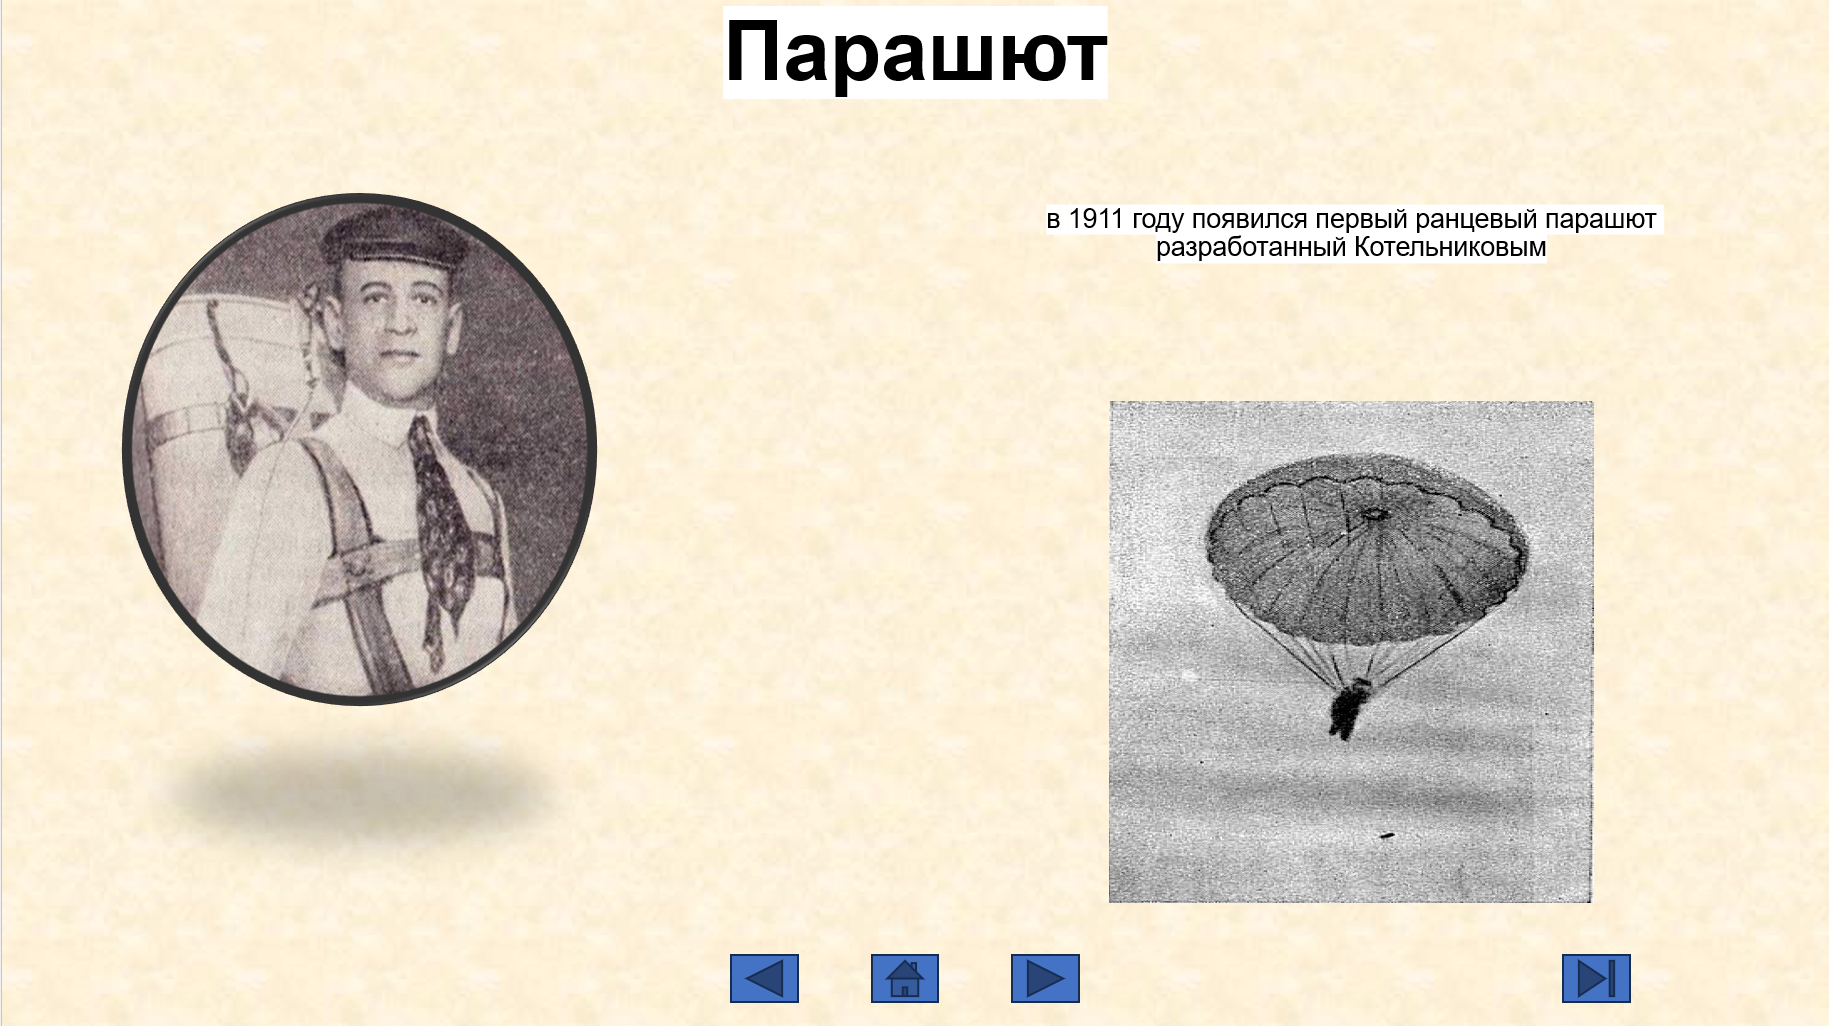 Парашют
в 1911 году появился первый ранцевый парашют
разработанный Котельниковым